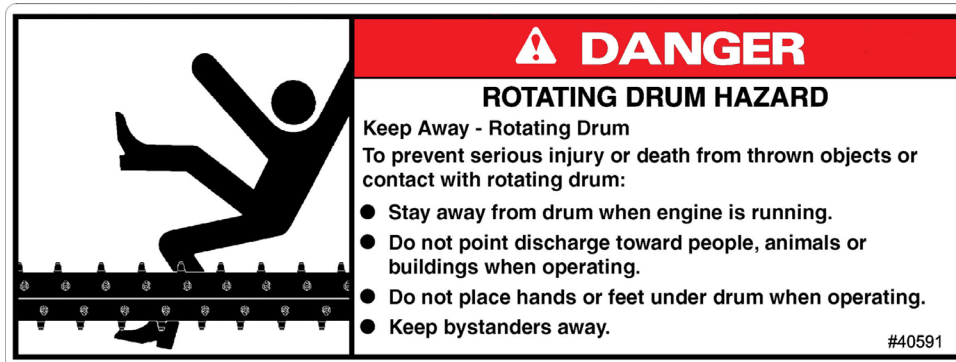 DANGER
ROTATING DRUM HAZARD
Keep Away - Rotating Drum
To prevent serious injury or death from thrown objects or
contact with rotating drum:
● Stay away from drum when engine is running.
● Do not point discharge toward people, animals or
buildings when operating.
● Do not place hands or feet under drum when operating.
● Keep bystanders away.
#40591